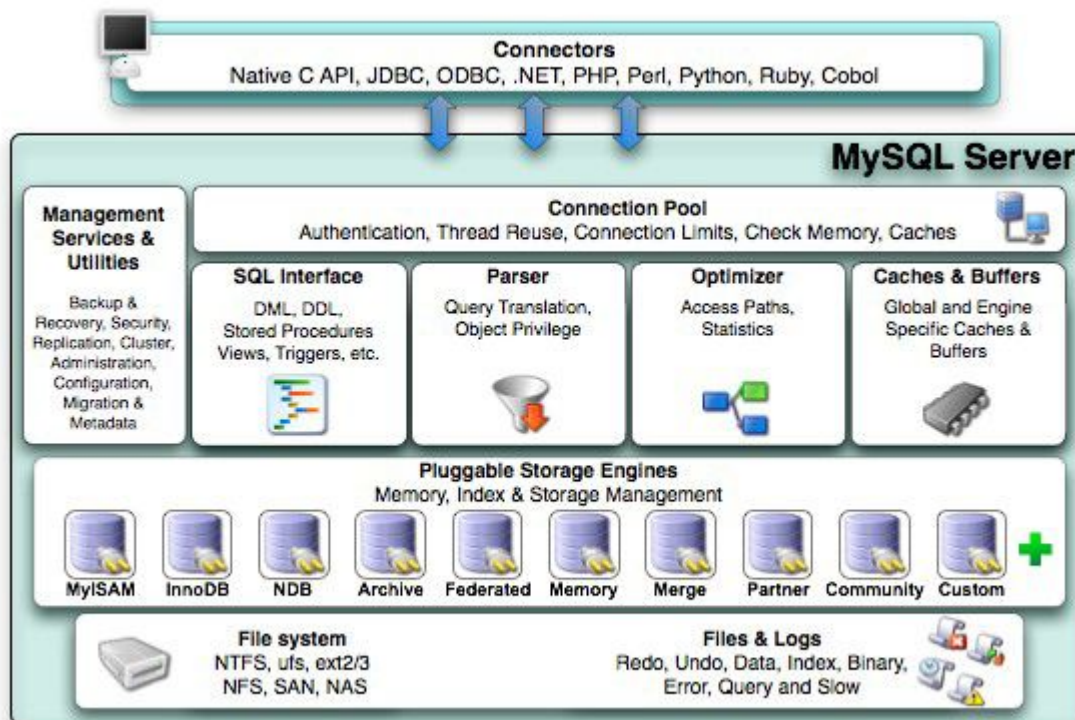 Connectors
Native C API, JDBC, ODBC, .NET, PHP, Perl, Python, Ruby, Cobol
MySQL Server
Management
Services &
Utilities
Backup &
Recovery, Security,
Replication, Cluster,
Administration,
Configuration,
Migration &
Metadata
Connection Pool
Authentication, Thread Reuse, Connection Limits, Check Memory, Caches
SQL Interface
DML, DDL,
Stored Procedures
Views, Triggers, etc.
Parser
Query Translation,
Object Privilege
Optimizer
Access Paths,
Statistics
Caches & Buffers
Global and Engine
Specific Caches &
Buffers
Pluggable Storage Engines
Memory, Index & Storage Management
MyISAM
InnoDB
NDB
Archive
Federated
Memory
Merge
Partner
Community
Custom
File system
NTFS, ufs, ext2/3
NFS, SAN, NAS
Files & Logs
Redo, Undo, Data, Index, Binary,
Error, Query and Slow